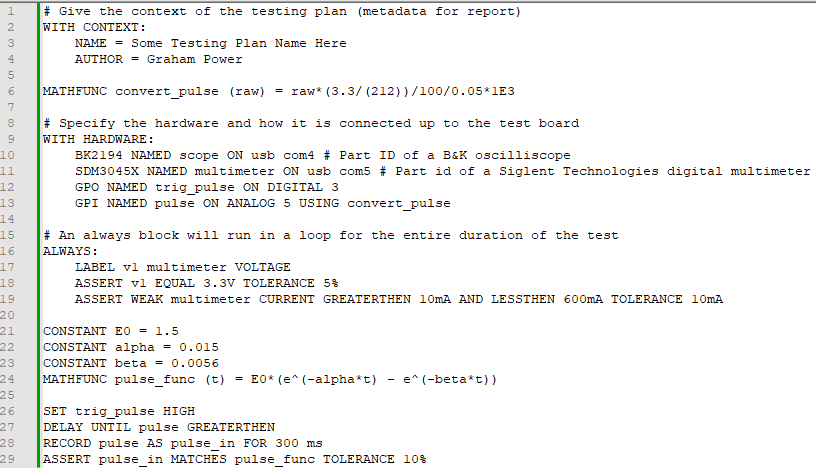 1 # Give the context of the testing plan (metadata for report)
2 WITH CONTEXT:
3 NAME = Some Testing Plan Name Here
4 AUTHOR = Graham Power
5
6 MATHFUNC convert_pulse (raw) = raw*(3.3/(212))/100/0.05*1E3
7
8 # Specify the hardware and how it is connected up to the test board
9 WITH HARDWARE:
10 BK2194 NAMED scope ON usb com4 # Part ID of a B&K oscilliscope
11 SDM3045X NAMED multimeter ON usb com5 # Part id of a Siglent Technologies digital multimeter
12 GPO NAMED trig_pulse ON DIGITAL 3
13 GPI NAMED pulse ON ANALOG 5 USING convert_pulse
14
15 # An always block will run in a loop for the entire duration of the test
16 ALWAYS:
17 LABEL v1 multimeter VOLTAGE
18 ASSERT v1 EQUAL 3.3V TOLERANCE 5%
19 ASSERT WEAK multimeter CURRENT GREATERTHEN 10mA AND LESSTHEN 600mA TOLERANCE 10mA
20
21 CONSTANT E0 = 1.5
22 CONSTANT alpha = 0.015
23 CONSTANT beta = 0.0056
24 MATHFUNC pulse_func (t) = E0*(e^(-alpha*t) - e^(-beta*t))
25
26 SET trig_pulse HIGH
27 DELAY UNTIL pulse GREATERTHEN
28 RECORD pulse AS pulse_in FOR 300 ms
29 ASSERT pulse_in MATCHES pulse_func TOLERANCE 10%